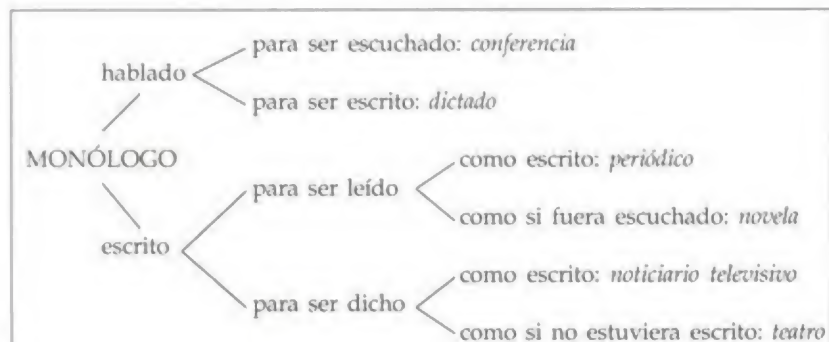 para ser escuchado: conferencia
hablado
para ser escrito: dictado
MONÓLOGO
como escrito: periódico
para ser leído
como si fuera escuchado: novela
escrito
como escrito: noticiario televisivo
para ser dicho
como si no estuviera escrito: teatro